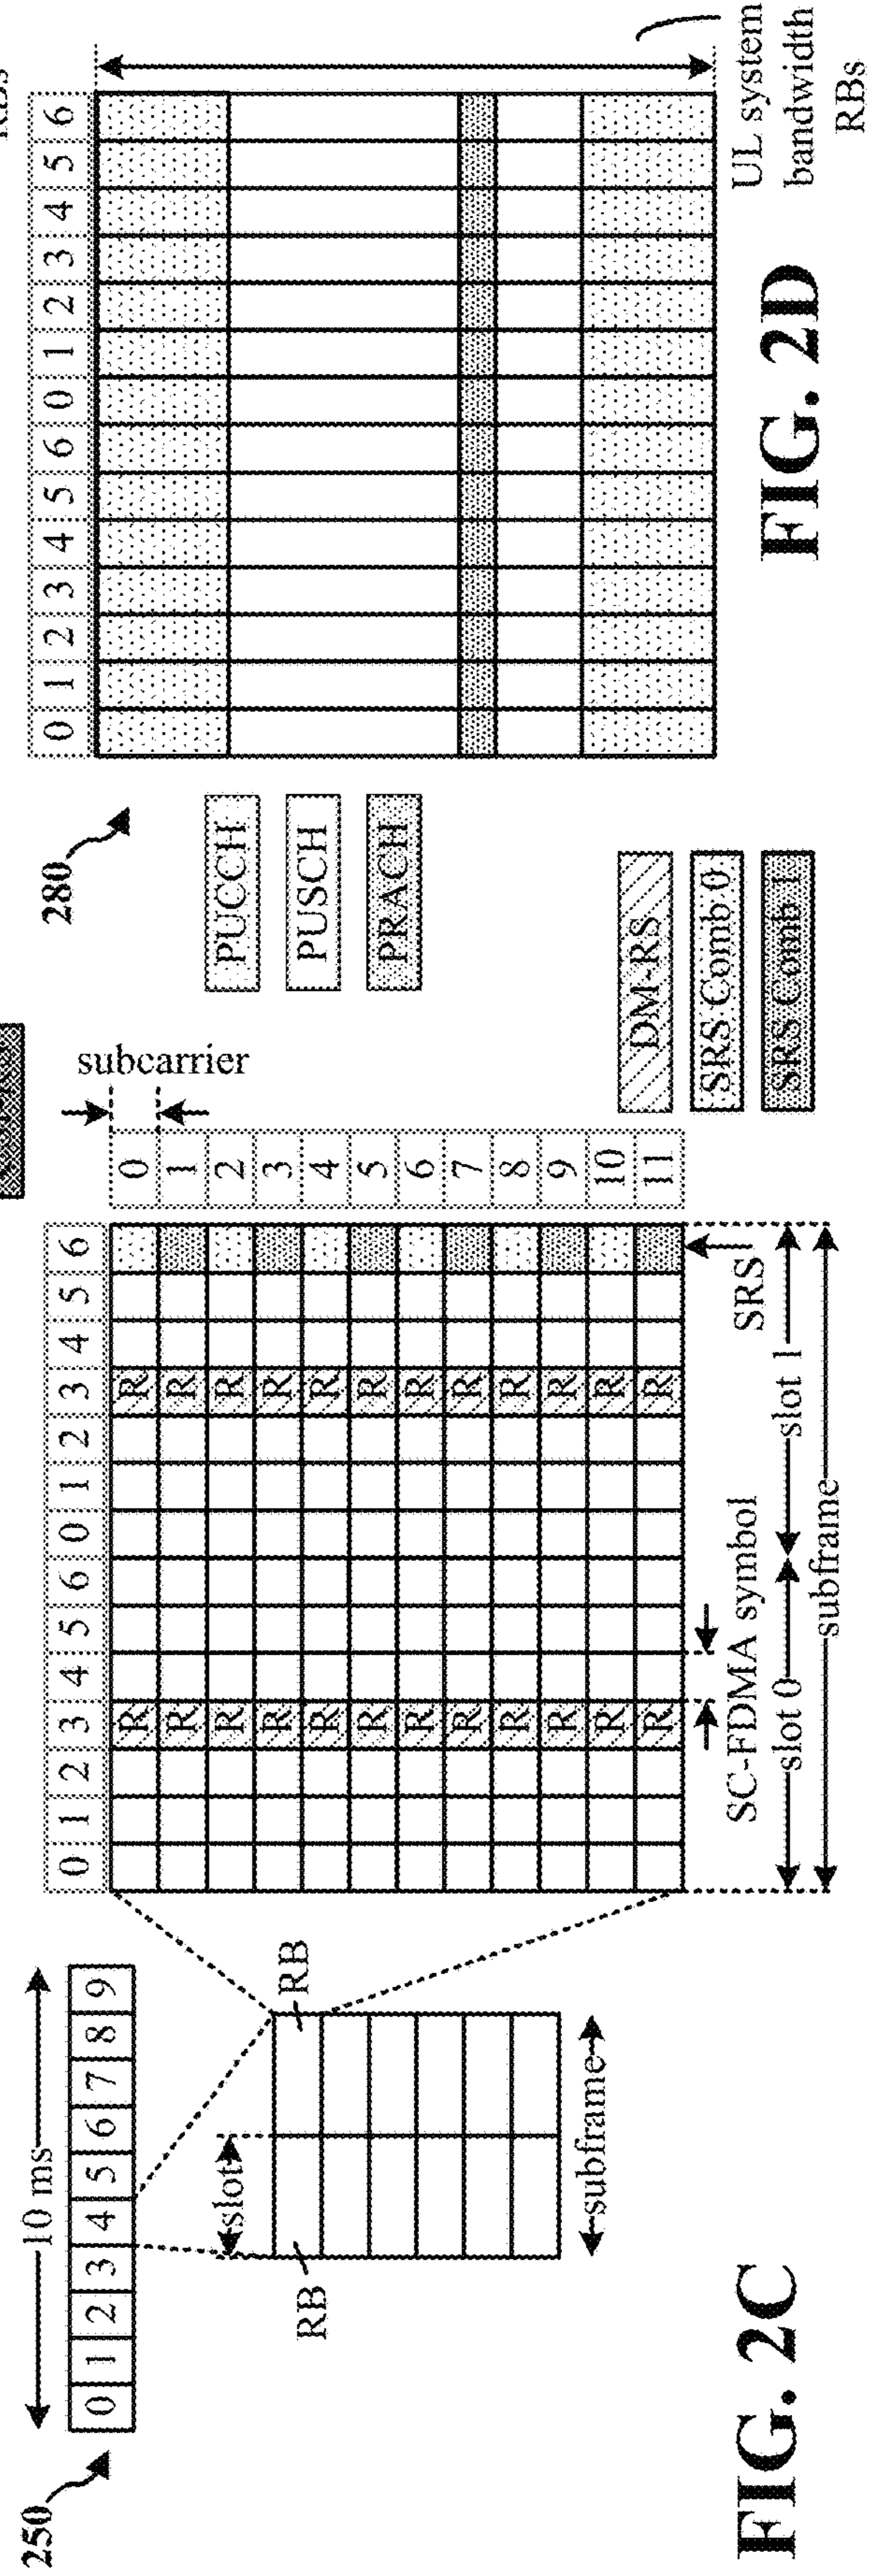 250
10 ms
0 1 2 3 4 5 6 7 8 9
slot
RB
RB
subframe
0 1 2 3 4 5 6 0 1 2 3 4 5 6
subcarrier
R R 0
R R 1
R R 2
R R 3
R R 4
R R 5
R R 6
R R 7
R R 8
R R 9
R R 10
R R 11
SC-FDMA symbol
SRS
slot 0
slot 1
subframe
DM-RS
SRS Comb 0
SRS Comb 1
FIG. 2C
280
0 1 2 3 4 5 6 0 1 2 3 4 5 6
PUCCH
PUSCH
PRACH
UL system
bandwidth
RBs
FIG. 2D